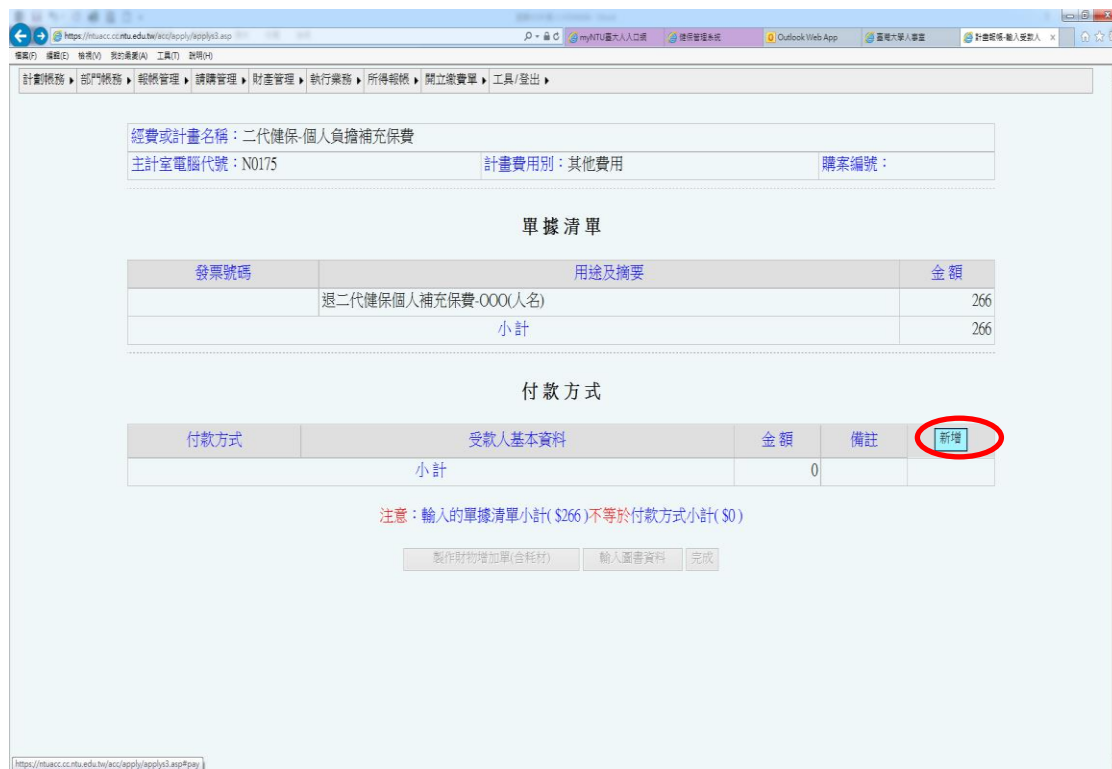 https://ntuacc.cc.ntu.edu.tw/acc/apply/applys3.asp
myNTU臺大人入口網
健保管理系統
Outlook Web App
臺灣大學人事室
計畫報帳-輸入受款人 x
檔案(F) 編輯(E) 檢視(V) 我的最愛(A) 工具(T) 說明(H)
計劃帳務 部門帳務 報帳管理 請購管理 財產管理 執行業務 所得報帳 開立繳費單 工具/登出
經費或計畫名稱：二代健保-個人負擔補充保費
主計室電腦代號：N0175 計畫費用別：其他費用 購案編號：
單據清單
發票號碼 用途及摘要 金額
退二代健保個人補充保費-OOO(人名) 266
小計 266
付款方式
付款方式 受款人基本資料 金額 備註 新增
小計 0
注意：輸入的單據清單小計( $266 )不等於付款方式小計( $0 )
製作財物增加單(含耗材) 輸入圖書資料 完成
https://ntuacc.cc.ntu.edu.tw/acc/apply/applys3.asp#pay